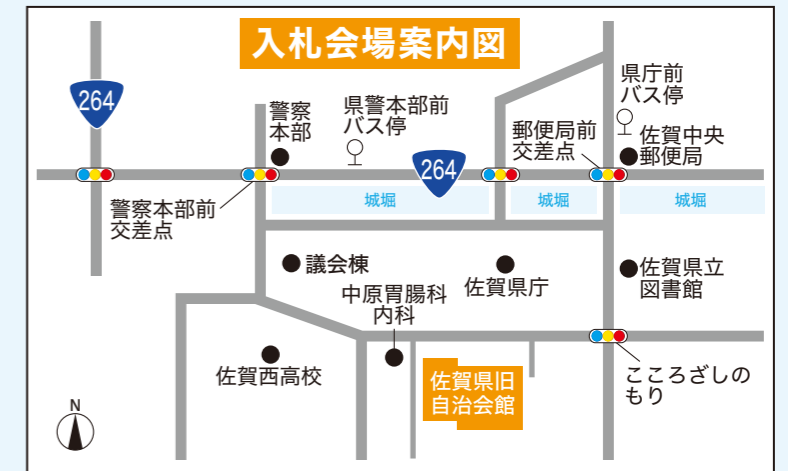 入札会場案内図
264
警察
本部
県警本部前
バス停
264
郵便局前
交差点
県庁前
バス停
佐賀中央
郵便局
警察本部前
交差点
城堀
城堀
城堀
議会棟
中原胃腸科
内科
佐賀県庁
佐賀県立
図書館
佐賀西高校
佐賀県旧
自治会館
こころざしの
もり
N